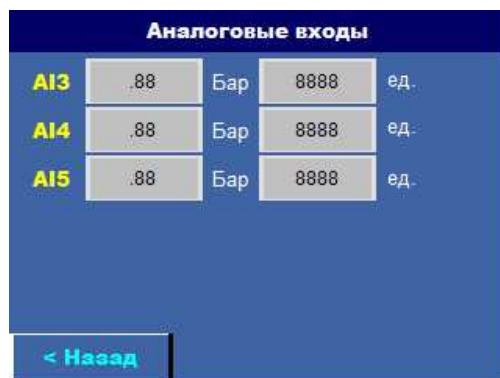 Аналоговые входы
AI3 .88 Бар 8888 ед.
AI4 .88 Бар 8888 ед.
AI5 .88 Бар 8888 ед.
< Назад